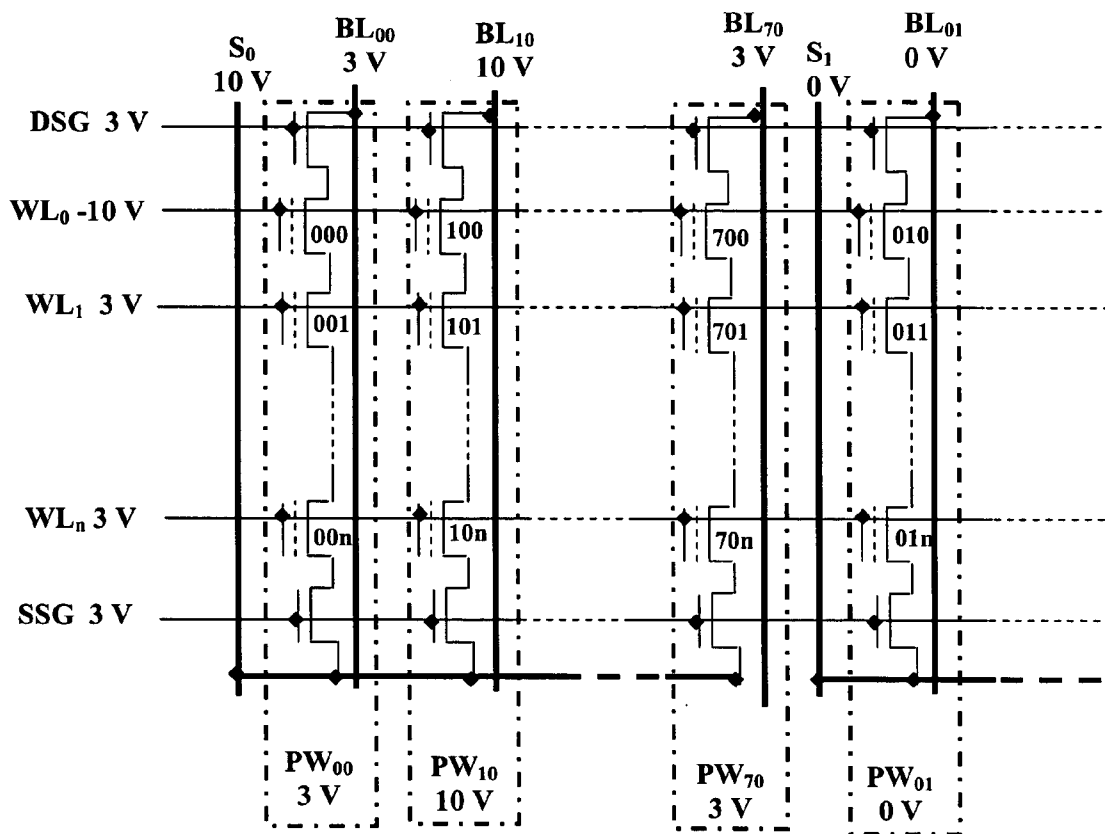 S₀
10 V
BL₀₀
3 V
BL₁₀
10 V
BL₇₀
3 V
S₁
0 V
BL₀₁
0 V
DSG 3 V
WL₀ -10 V
000
100
700
010
WL₁ 3 V
001
101
701
011
WLₙ 3 V
00n
10n
70n
01n
SSG 3 V
PW₀₀
3 V
PW₁₀
10 V
PW₇₀
3 V
PW₀₁
0 V